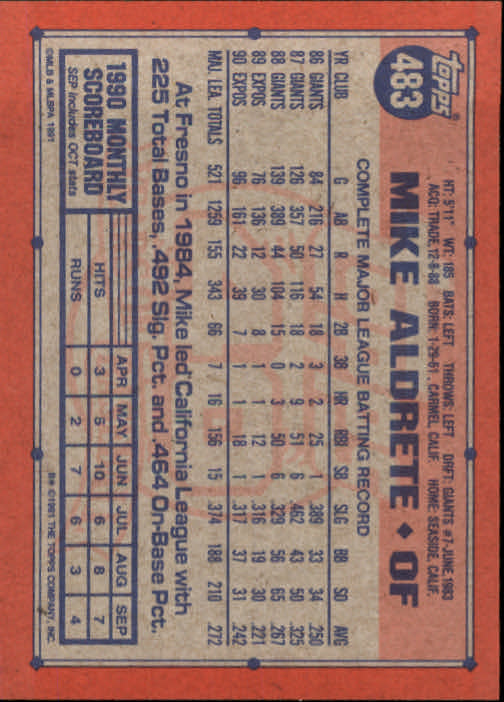 topps®
483
HT: 5'11" WT: 185 BATS: LEFT THROWS: LEFT DRFT: GIANTS #7-JUNE 1983
ACQ: TRADE, 12-8-88 BORN: 1-29-61, CARMEL, CALIF. HOME: SEASIDE, CALIF.
MIKE ALDRETE ◆ OF
COMPLETE MAJOR LEAGUE BATTING RECORD
YR CLUB G AB R H 2B 3B HR RBI SB SLG BB SO AVG
86 GIANTS 84 216 27 54 18 3 2 25 1 .389 33 34 .250
87 GIANTS 126 357 50 116 18 2 9 51 6 .462 43 50 .325
88 GIANTS 139 389 44 104 15 0 3 50 6 .329 56 65 .267
89 EXPOS 76 136 12 30 8 1 1 12 1 .316 19 30 .221
90 EXPOS 96 161 22 39 7 1 1 18 1 .317 37 31 .242
MAJ. LEA. TOTALS 521 1259 155 343 66 7 16 156 15 .374 188 210 .272
At Fresno in 1984, Mike led California League with
225 Total Bases, .492 Slg. Pct. and .464 On-Base Pct.
1990 MONTHLY
SCOREBOARD
SEP includes OCT stats
APR MAY JUN JUL AUG SEP
HITS 3 5 10 6 8 7
RUNS 0 2 7 6 3 4
©MLB & MLBPA 1991
B* ©1991 THE TOPPS COMPANY, INC.